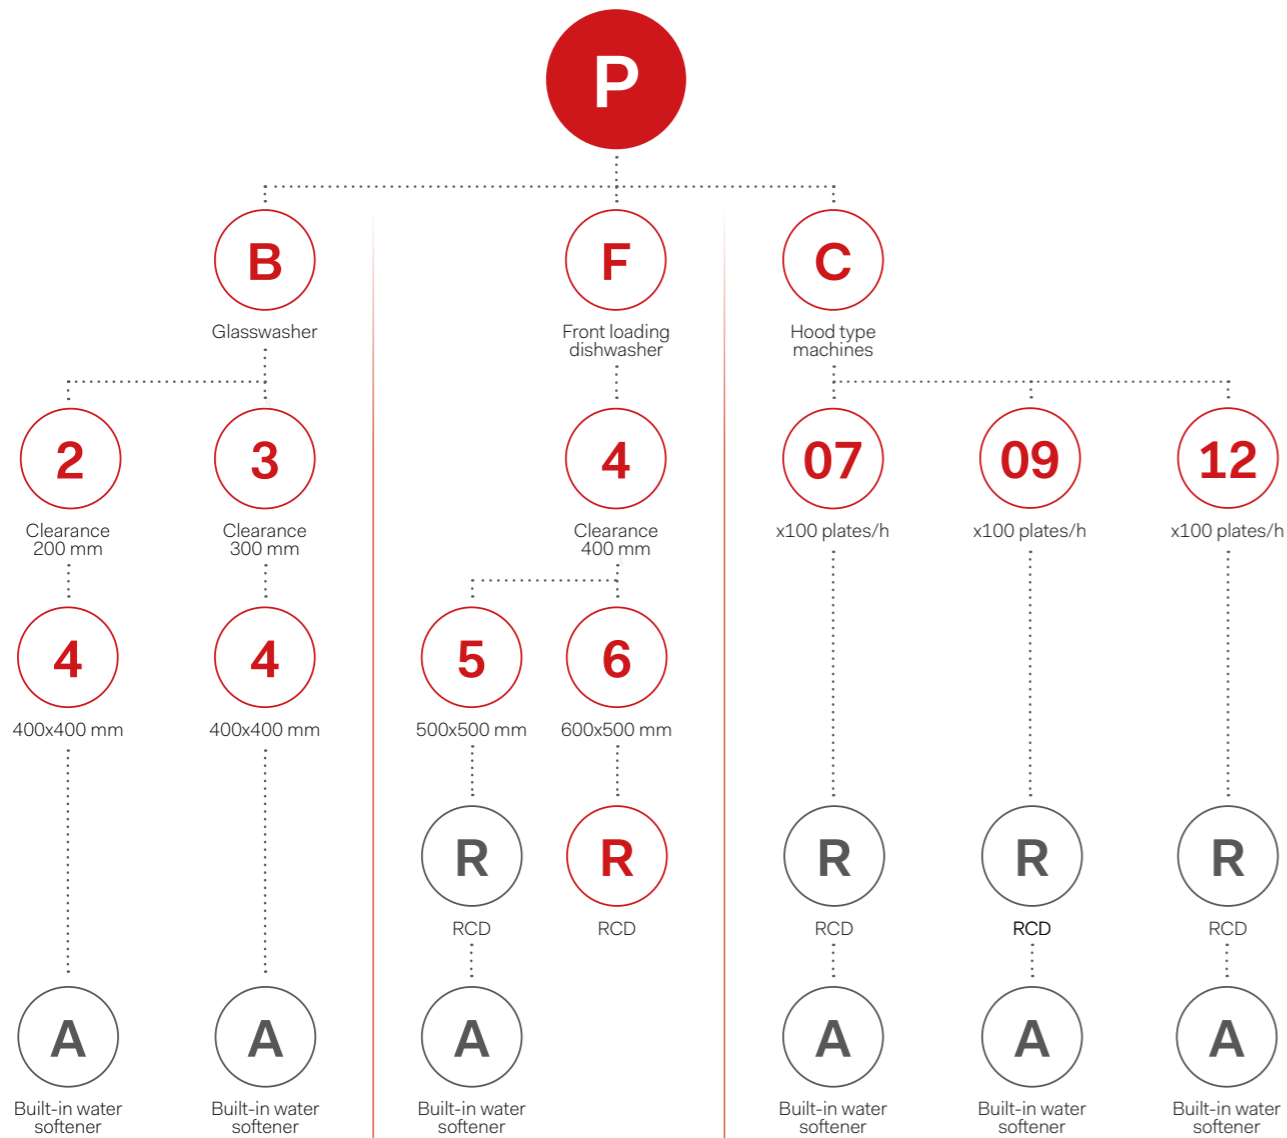 P
B
F
C
Glasswasher
Front loading
dishwasher
Hood type
machines
2
3
4
07
09
12
Clearance
200 mm
Clearance
300 mm
Clearance
400 mm
x100 plates/h
x100 plates/h
x100 plates/h
4
4
5
6
400x400 mm
400x400 mm
500x500 mm
600x500 mm
R
R
R
R
R
RCD
RCD
RCD
RCD
RCD
A
A
A
A
A
A
Built-in water
softener
Built-in water
softener
Built-in water
softener
Built-in water
softener
Built-in water
softener
Built-in water
softener